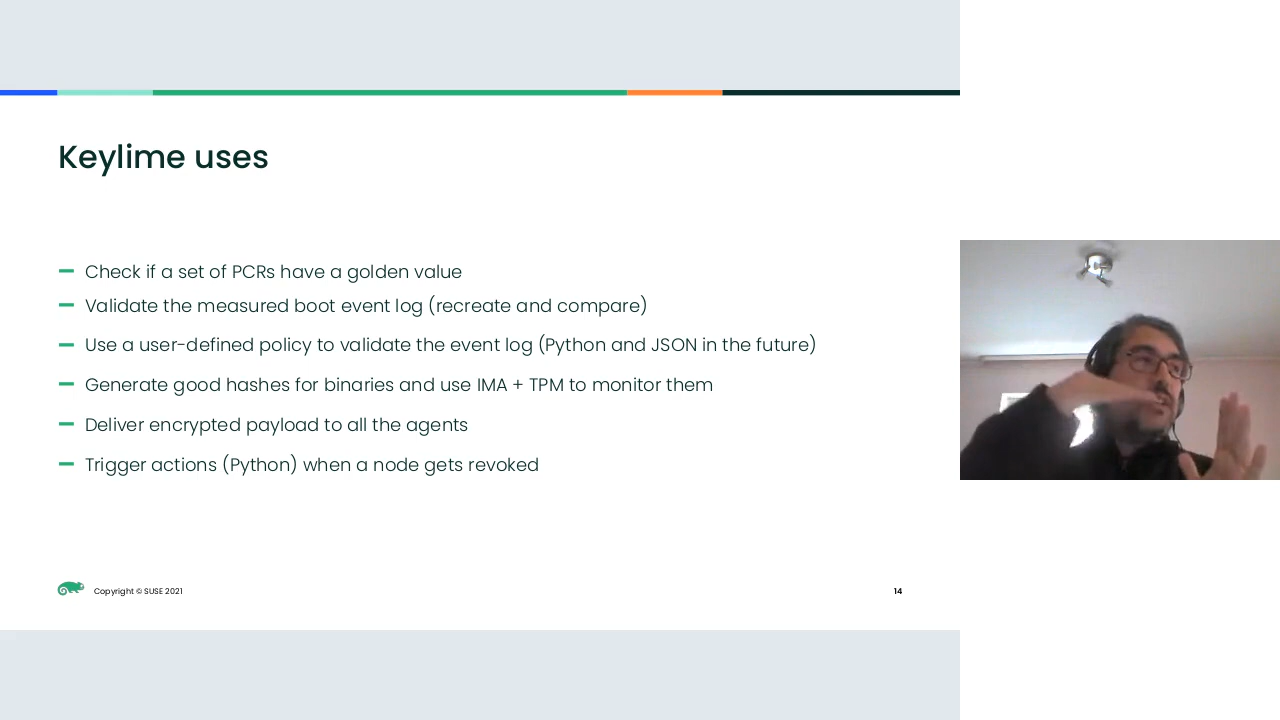 Keylime uses
Check if a set of PCRs have a golden value
Validate the measured boot event log (recreate and compare)
Use a user-defined policy to validate the event log (Python and JSON in the future)
Generate good hashes for binaries and use IMA + TPM to monitor them
Deliver encrypted payload to all the agents
Trigger actions (Python) when a node gets revoked
Copyright © SUSE 2021
14